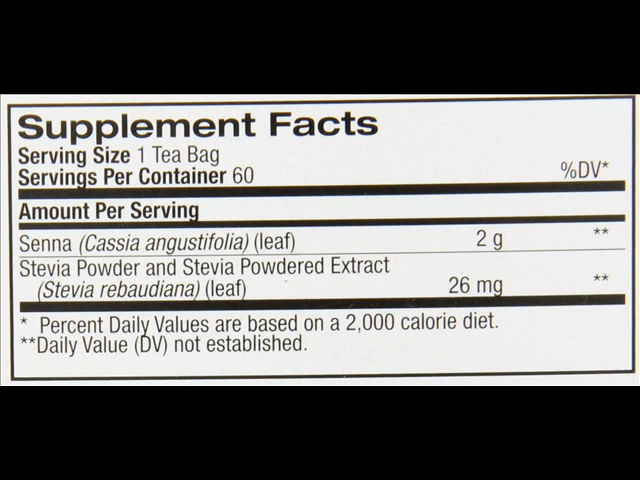 Supplement Facts
Serving Size 1 Tea Bag
Servings Per Container 60
%DV*
Amount Per Serving
Senna (Cassia angustifolia) (leaf) 2 g **
Stevia Powder and Stevia Powdered Extract
(Stevia rebaudiana) (leaf) 26 mg **
* Percent Daily Values are based on a 2,000 calorie diet.
**Daily Value (DV) not established.